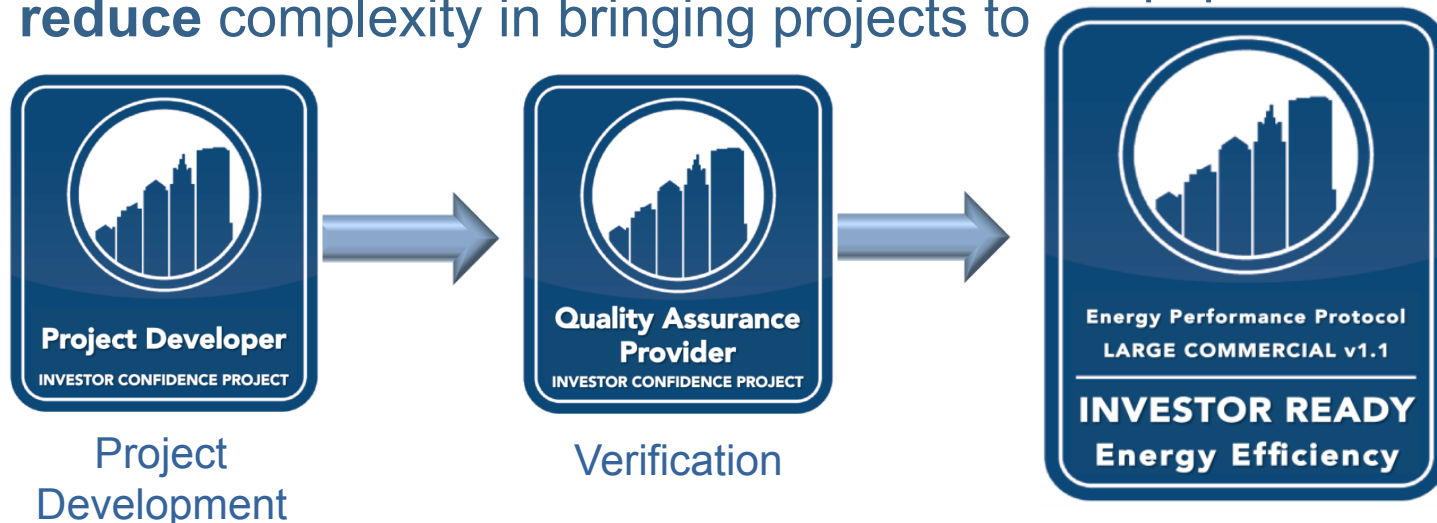 reduce complexity in bringing projects to
Project Developer
INVESTOR CONFIDENCE PROJECT
Project
Development
Quality Assurance
Provider
INVESTOR CONFIDENCE PROJECT
Verification
Energy Performance Protocol
LARGE COMMERCIAL v1.1
INVESTOR READY
Energy Efficiency